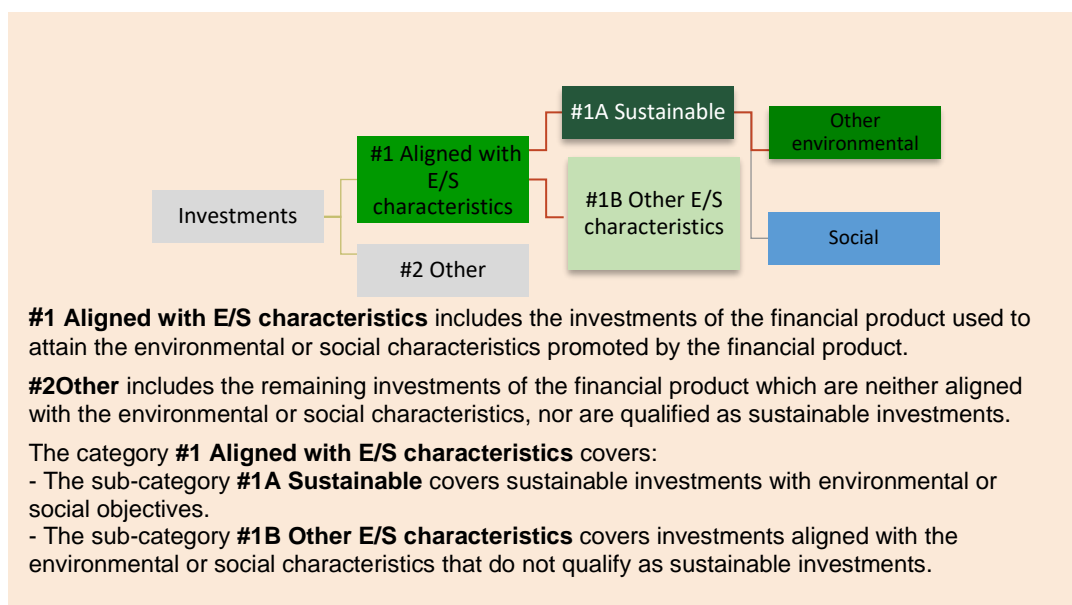 #1A Sustainable
Other
environmental
#1 Aligned with
E/S
characteristics
#1B Other E/S
characteristics
Investments
Social
#2 Other
#1 Aligned with E/S characteristics includes the investments of the financial product used to
attain the environmental or social characteristics promoted by the financial product.
#2Other includes the remaining investments of the financial product which are neither aligned
with the environmental or social characteristics, nor are qualified as sustainable investments.
The category #1 Aligned with E/S characteristics covers:
- The sub-category #1A Sustainable covers sustainable investments with environmental or
social objectives.
- The sub-category #1B Other E/S characteristics covers investments aligned with the
environmental or social characteristics that do not qualify as sustainable investments.